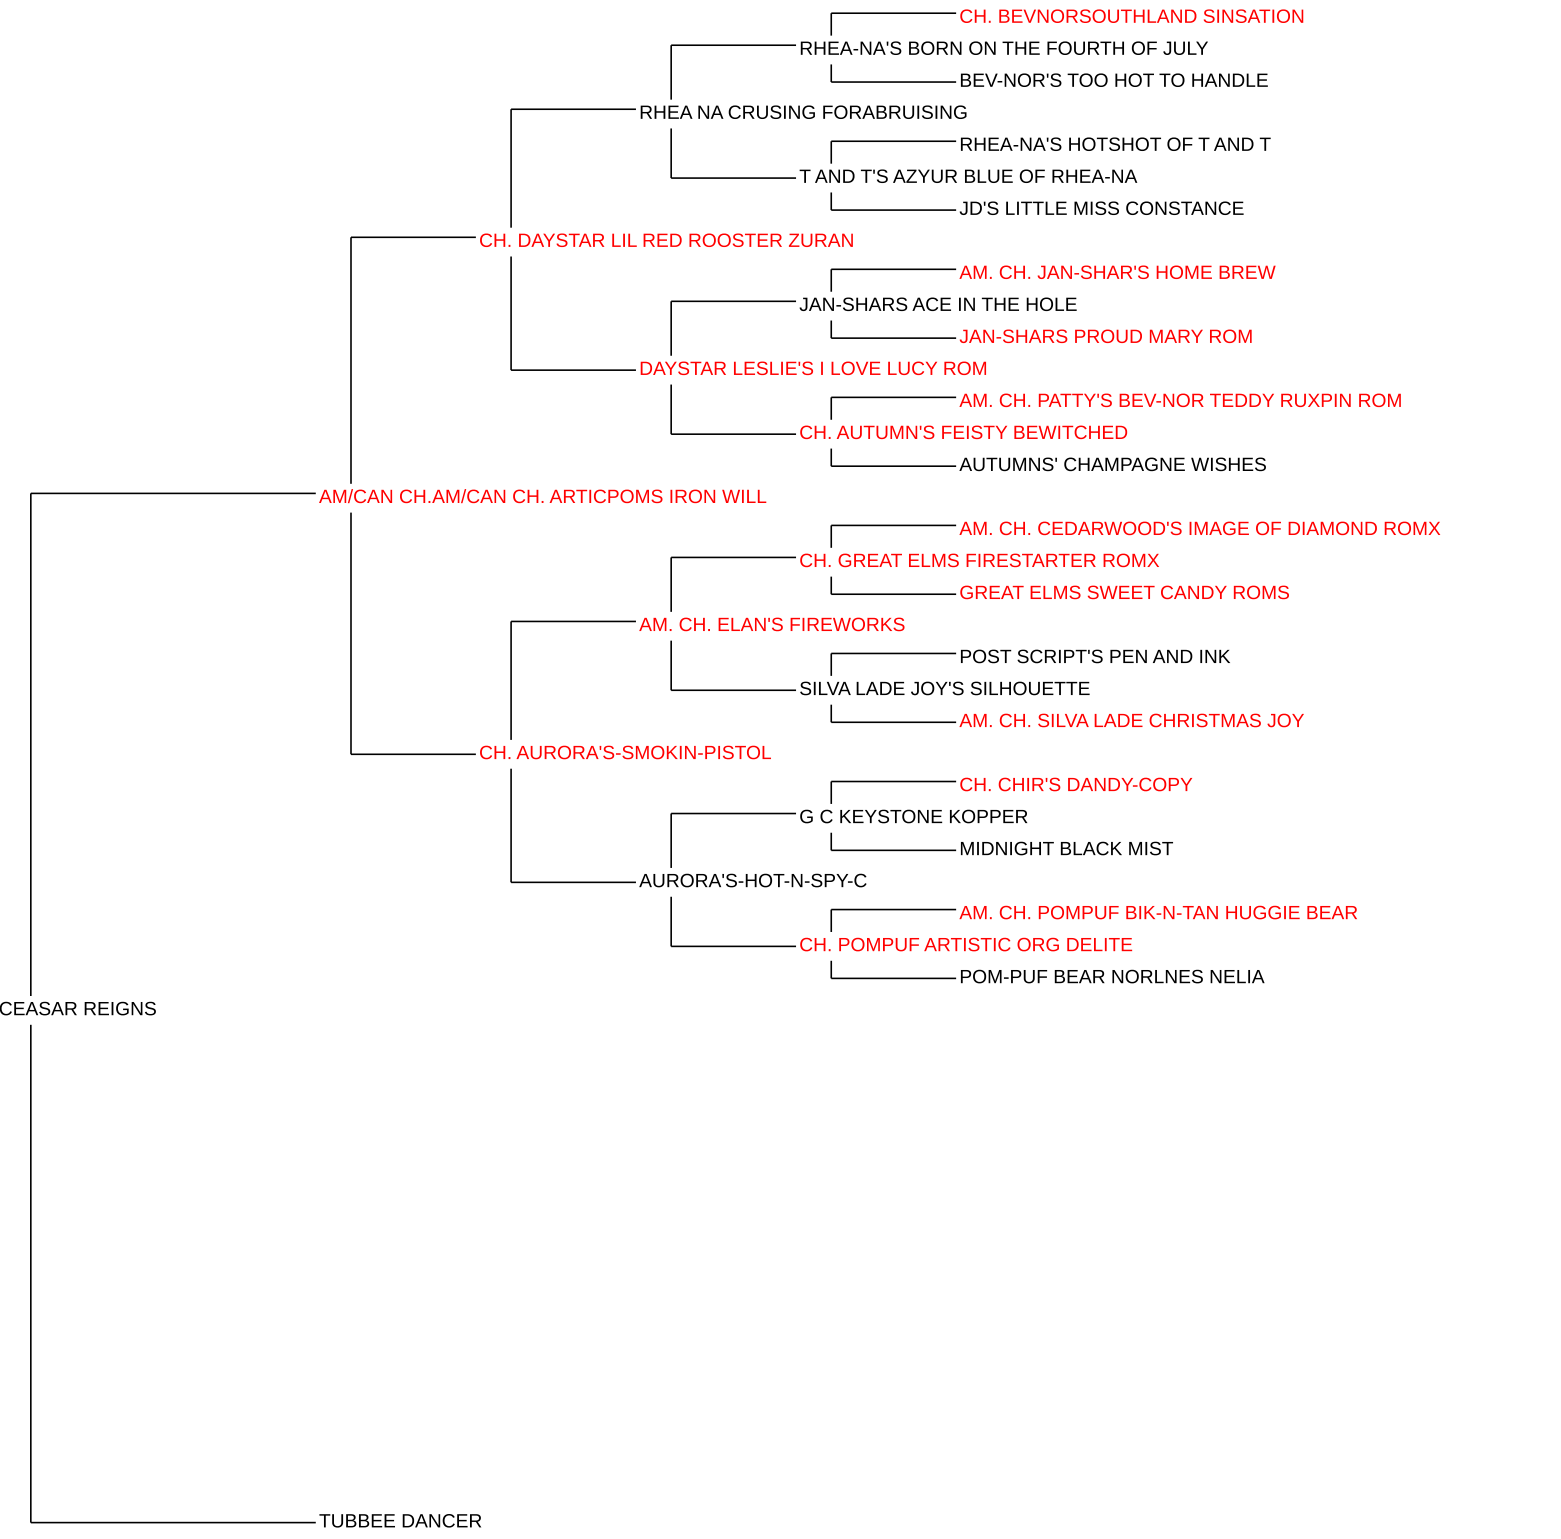 CH. BEVNORSOUTHLAND SINSATION
RHEA-NA'S BORN ON THE FOURTH OF JULY
BEV-NOR'S TOO HOT TO HANDLE
RHEA NA CRUSING FORABRUISING
RHEA-NA'S HOTSHOT OF T AND T
T AND T'S AZYUR BLUE OF RHEA-NA
JD'S LITTLE MISS CONSTANCE
CH. DAYSTAR LIL RED ROOSTER ZURAN
AM. CH. JAN-SHAR'S HOME BREW
JAN-SHARS ACE IN THE HOLE
JAN-SHARS PROUD MARY ROM
DAYSTAR LESLIE'S I LOVE LUCY ROM
AM. CH. PATTY'S BEV-NOR TEDDY RUXPIN ROM
CH. AUTUMN'S FEISTY BEWITCHED
AUTUMNS' CHAMPAGNE WISHES
AM/CAN CH.AM/CAN CH. ARTICPOMS IRON WILL
AM. CH. CEDARWOOD'S IMAGE OF DIAMOND ROMX
CH. GREAT ELMS FIRESTARTER ROMX
GREAT ELMS SWEET CANDY ROMS
AM. CH. ELAN'S FIREWORKS
POST SCRIPT'S PEN AND INK
SILVA LADE JOY'S SILHOUETTE
AM. CH. SILVA LADE CHRISTMAS JOY
CH. AURORA'S-SMOKIN-PISTOL
CH. CHIR'S DANDY-COPY
G C KEYSTONE KOPPER
MIDNIGHT BLACK MIST
AURORA'S-HOT-N-SPY-C
AM. CH. POMPUF BIK-N-TAN HUGGIE BEAR
CH. POMPUF ARTISTIC ORG DELITE
POM-PUF BEAR NORLNES NELIA
CEASAR REIGNS
TUBBEE DANCER